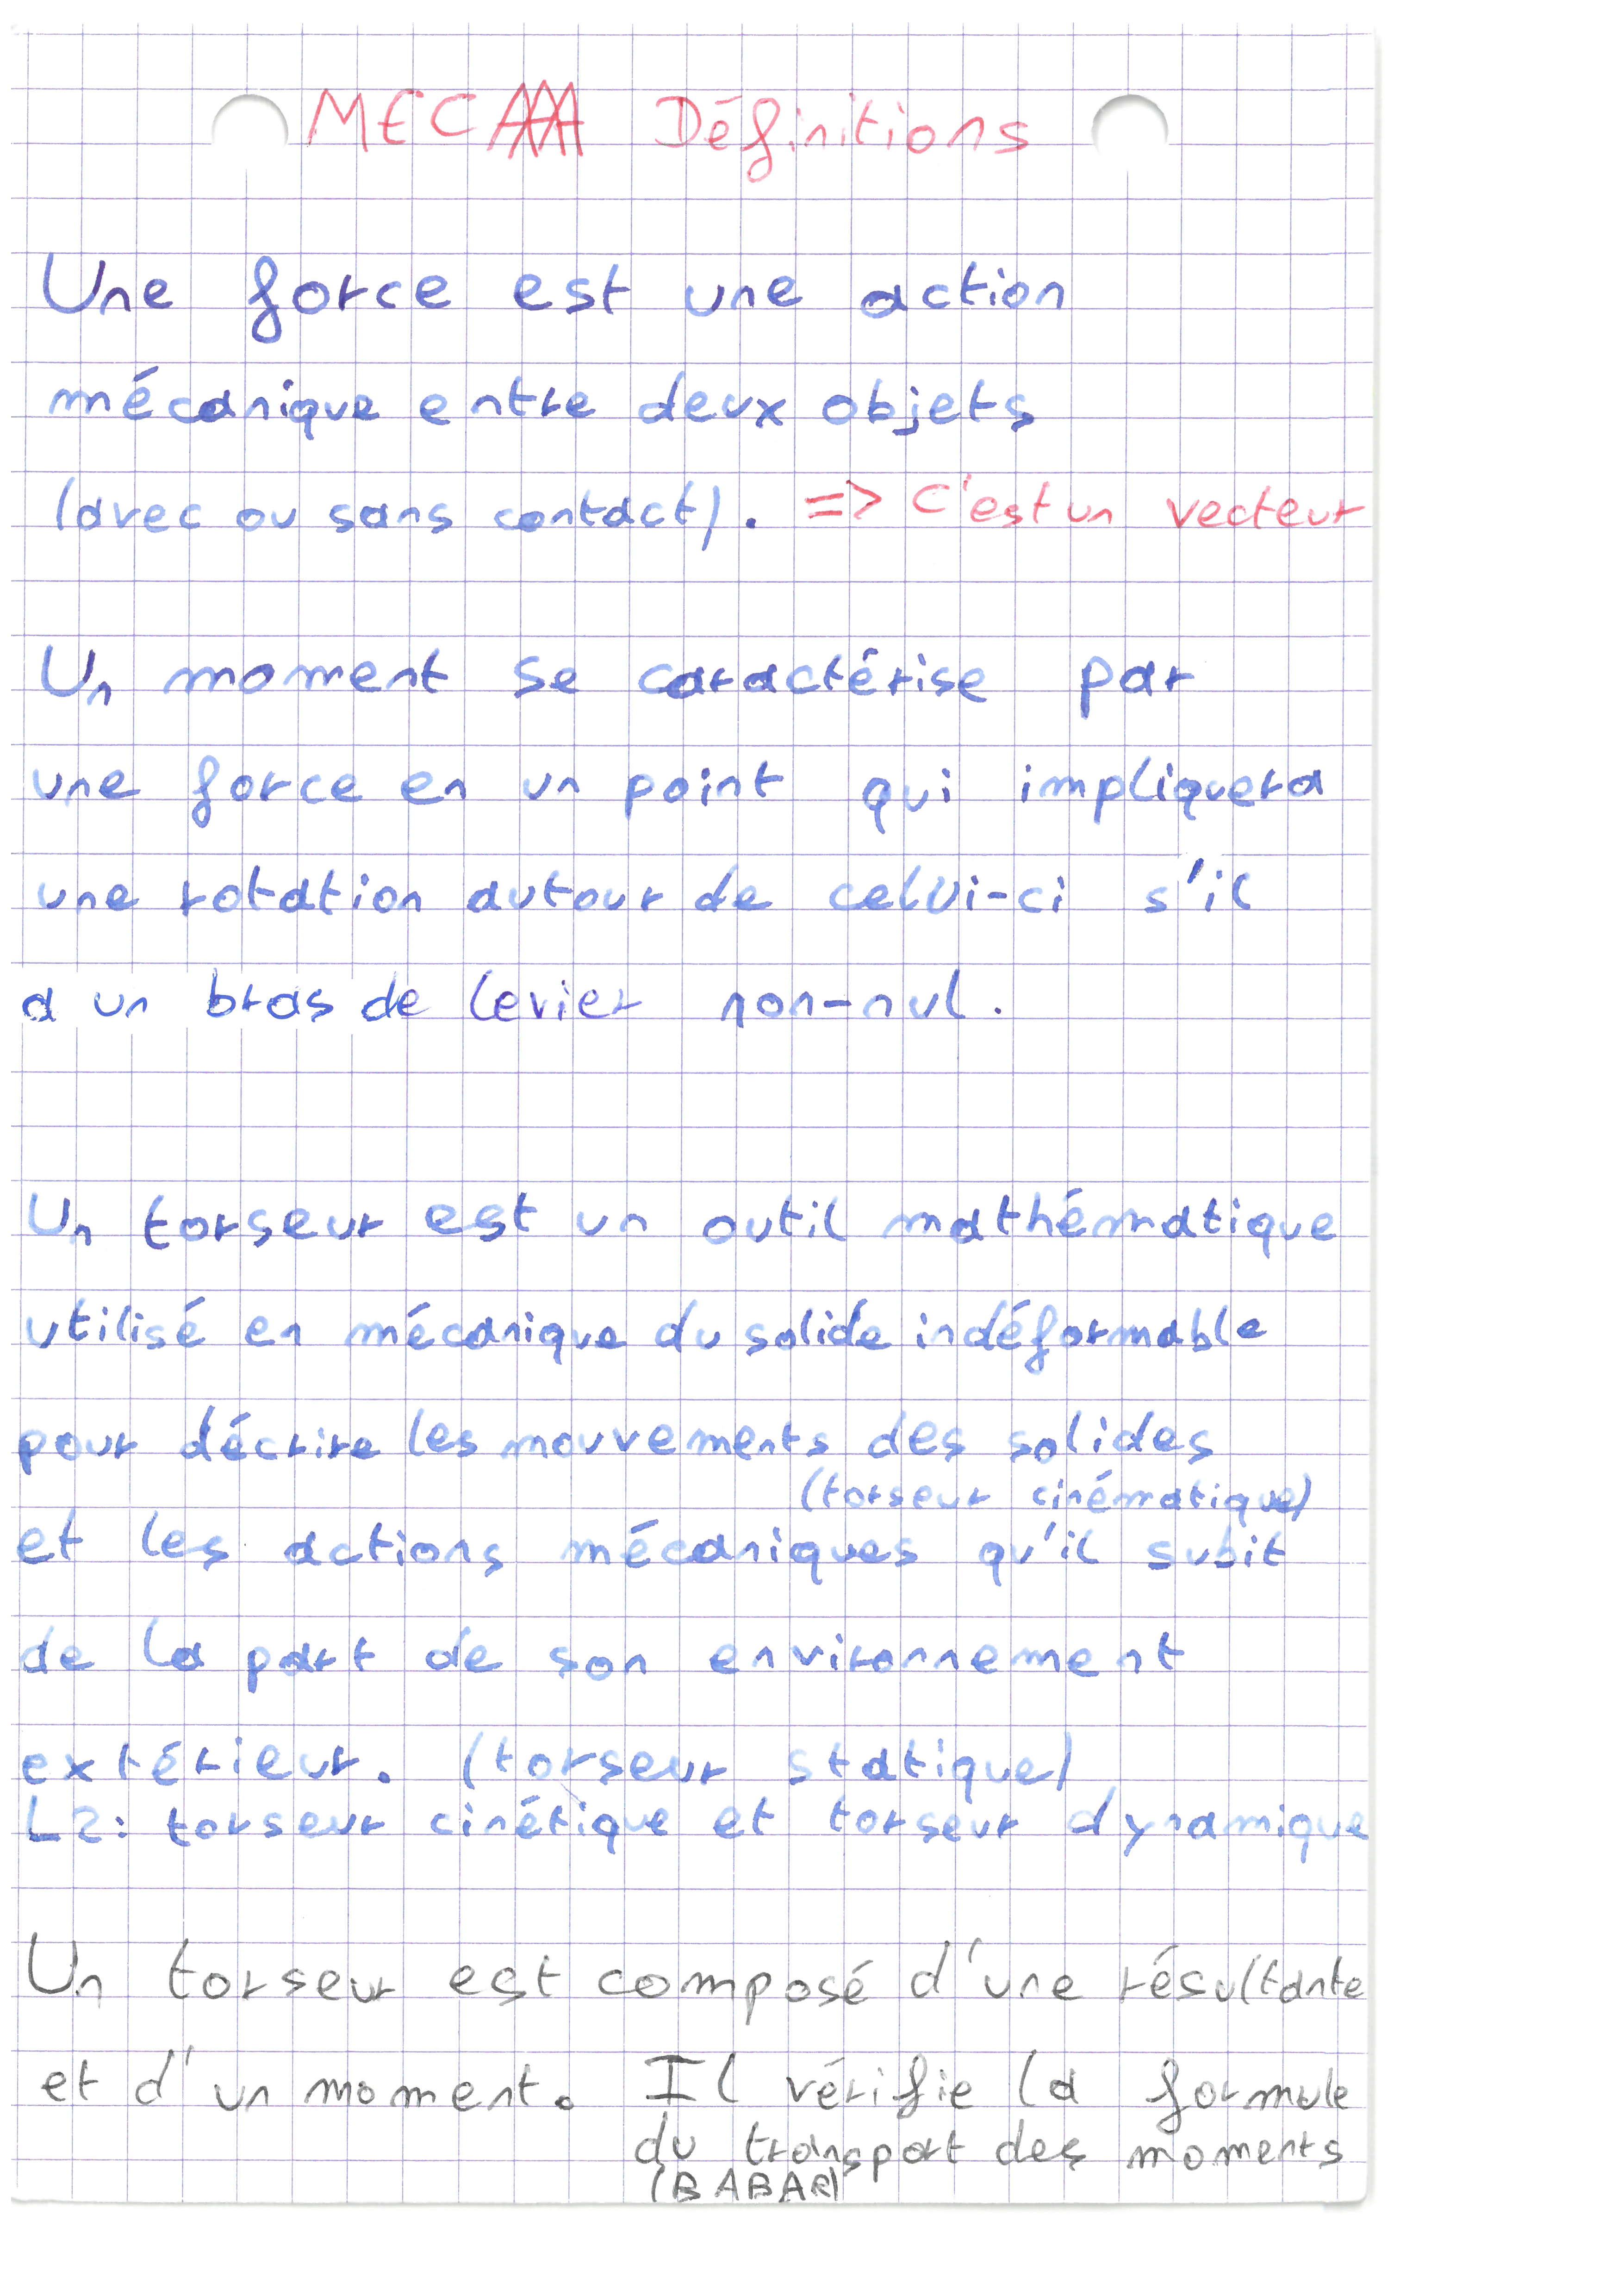 MECAAA Définitions
Une force est une action
mécanique entre deux objets
(avec ou sans contact). => C'est un vecteur
Un moment se caractérise par
une force en un point qui impliquera
une rotation autour de celui-ci s'il
a un bras de levier non-nul.
Un torseur est un outil mathématique
utilisé en mécanique du solide indéformable
pour décrire les mouvements des solides
(torseur cinématique)
et les actions mécaniques qu'il subit
de la part de son environnement
extérieur. (torseur statique)
L2: torseur cinétique et torseur dynamique
Un torseur est composé d'une résultante
et d'un moment. Il vérifie la formule
du transport des moments
(BABAR)